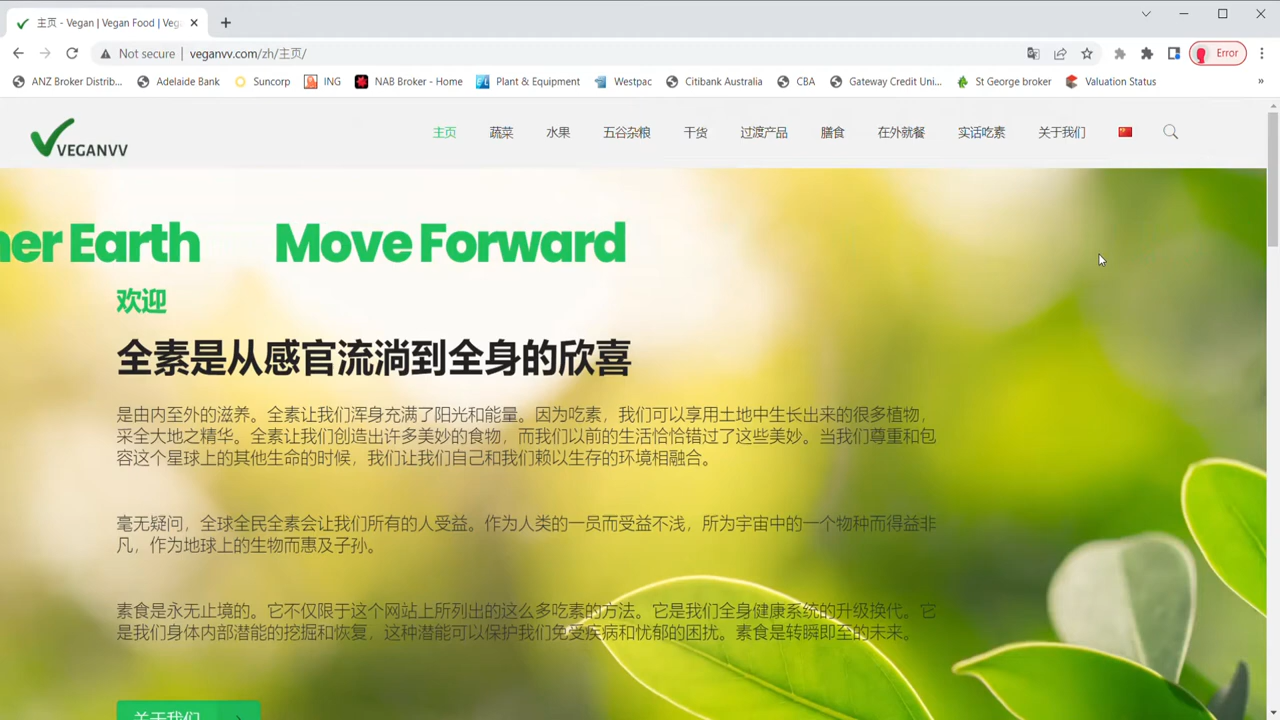 主页 - Vegan | Vegan Food | Veg
Not secure | veganvv.com/zh/主页/
Error
ANZ Broker Distrib... Adelaide Bank Suncorp ING NAB Broker - Home Plant & Equipment Westpac Citibank Australia CBA Gateway Credit Uni... St George broker Valuation Status »
VEGANVV
主页 蔬菜 水果 五谷杂粮 干货 过渡产品 膳食 在外就餐 实话吃素 关于我们
ner Earth Move Forward
欢迎
全素是从感官流淌到全身的欣喜
是由内至外的滋养。全素让我们浑身充满了阳光和能量。因为吃素，我们可以享用土地中生长出来的很多植物，
采全大地之精华。全素让我们创造出许多美妙的食物，而我们以前的生活恰恰错过了这些美妙。当我们尊重和包
容这个星球上的其他生命的时候，我们让我们自己和我们赖以生存的环境相融合。
毫无疑问，全球全民全素会让我们所有的人受益。作为人类的一员而受益不浅，所为宇宙中的一个物种而得益非
凡，作为地球上的生物而惠及子孙。
素食是永无止境的。它不仅限于这个网站上所列出的这么多吃素的方法。它是我们全身健康系统的升级换代。它
是我们身体内部潜能的挖掘和恢复，这种潜能可以保护我们免受疾病和忧郁的困扰。素食是转瞬即至的未来。
关于我们